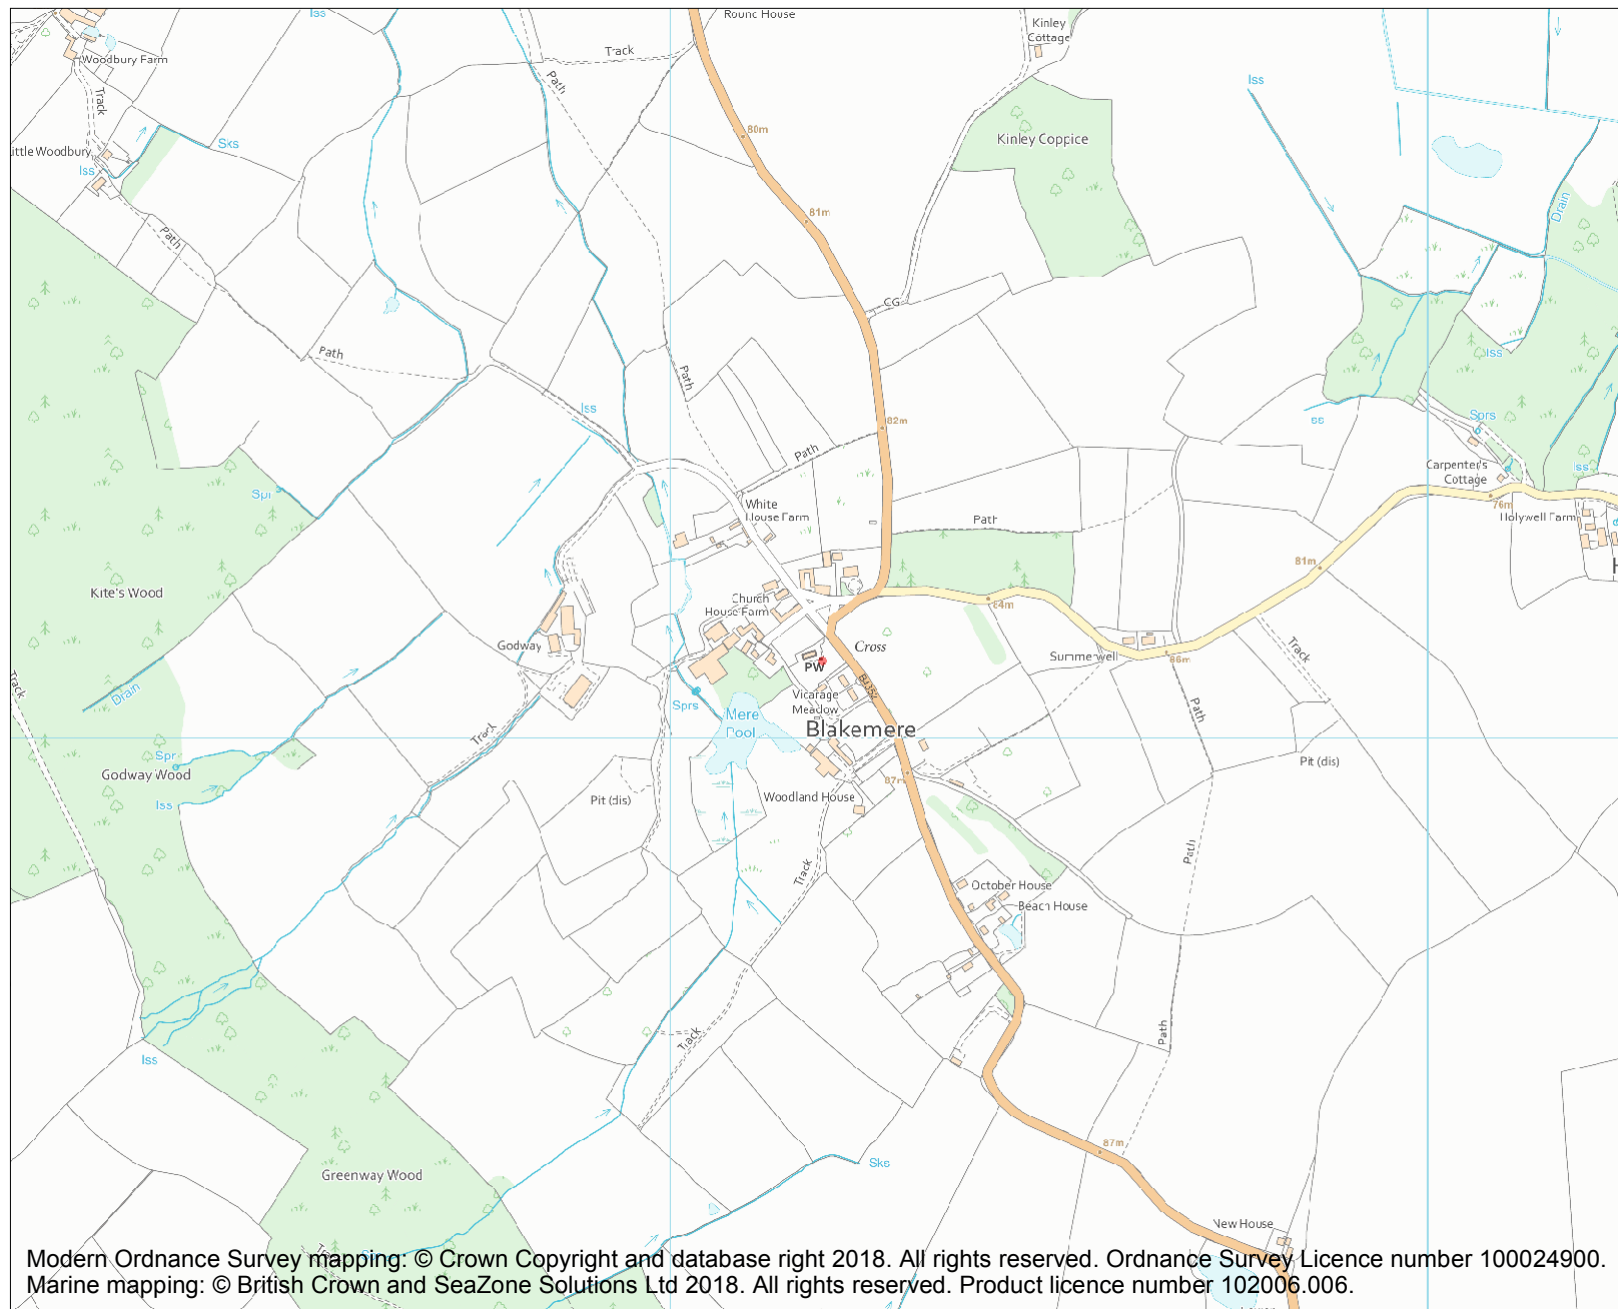 Iss
Round House
Kinley
Cottage
Woodbury Farm
Track
Path
Iss
Track
80m
Kinley Coppice
Sks
Little Woodbury
Iss
Drain
81m
Path
CG
Path
Iss
Path
Iss
82m
Sprs
Path
Carpenter's
Cottage
Iss
Spr
White
House Farm
76m
Path
Holywell Farm
81m
Kite's Wood
Church
House Farm
84m
Godway
Cross
Summerwell
86m
Track
PW
Track
Drain
Vicarage
Meadow
B4352
Sprs
Mere
Pool
Path
Blakemere
Track
Spr
Godway Wood
Pit (dis)
87m
Iss
Pit (dis)
Woodland House
Path
Track
October House
Beach House
Path
Track
Iss
87m
Sks
Greenway Wood
New House
Modern Ordnance Survey mapping: © Crown Copyright and database right 2018. All rights reserved. Ordnance Survey Licence number 100024900.
Marine mapping: © British Crown and SeaZone Solutions Ltd 2018. All rights reserved. Product licence number 102006.006.